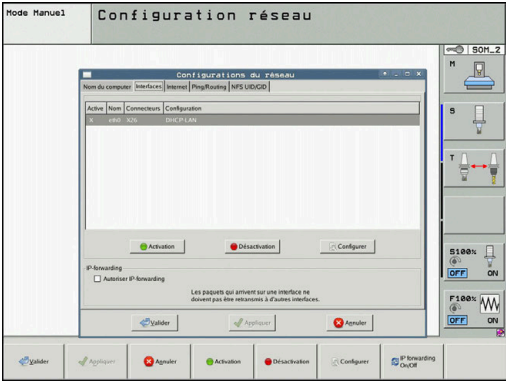 Mode Manuel
Configuration réseau
SOM_2
Configurations du réseau
Nom du computer Interfaces Internet Ping/Routing NFS UID/GID
Active Nom Connecteurs Configuration
X eth0 X26 DHCP-LAN
Activation Désactivation Configurer
IP-forwarding
Autoriser IP-forwarding
Les paquets qui arrivent sur une interface ne
doivent pas être retransmis à d'autres interfaces.
Valider Appliquer Annuler
M
S
T
S100%
OFF ON
F100%
OFF ON
Valider Appliquer Annuler Activation Désactivation Configurer IP forwarding
On/Off